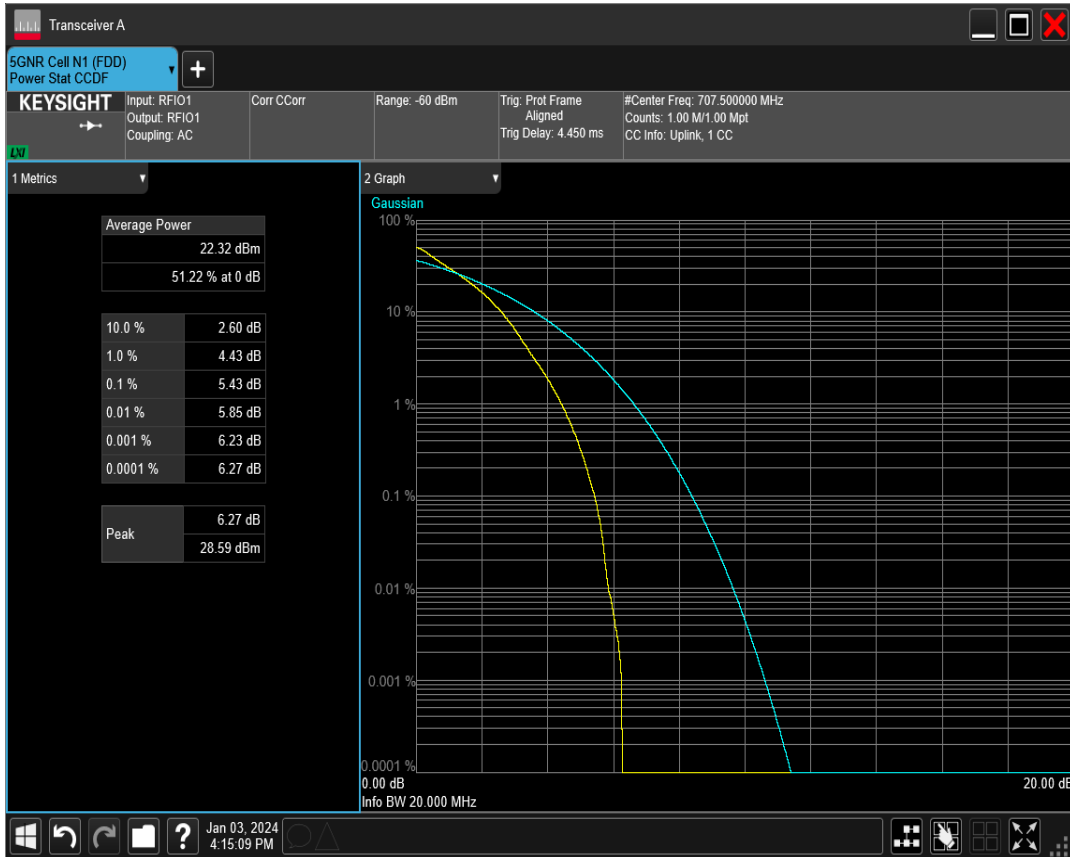 Transceiver A
5GNR Cell N1 (FDD)
Power Stat CCDF
KEYSIGHT
LXI
Input: RFIO1
Output: RFIO1
Coupling: AC
Corr CCorr
Range: -60 dBm
Trig: Prot Frame
Aligned
Trig Delay: 4.450 ms
#Center Freq: 707.500000 MHz
Counts: 1.00 M/1.00 Mpt
CC Info: Uplink, 1 CC
1 Metrics
Average Power
22.32 dBm
51.22 % at 0 dB
10.0 % 2.60 dB
1.0 % 4.43 dB
0.1 % 5.43 dB
0.01 % 5.85 dB
0.001 % 6.23 dB
0.0001 % 6.27 dB
Peak
6.27 dB
28.59 dBm
2 Graph
Gaussian
100 %
10 %
1 %
0.1 %
0.01 %
0.001 %
0.0001 %
0.00 dB 20.00 dB
Info BW 20.000 MHz
Jan 03, 2024
4:15:09 PM